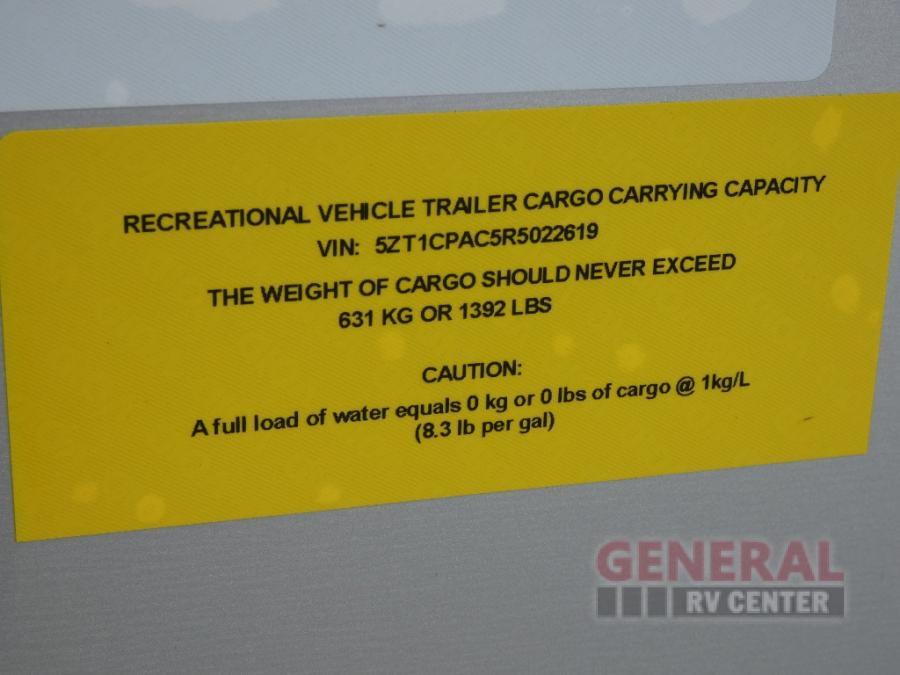 RECREATIONAL VEHICLE TRAILER CARGO CARRYING CAPACITY
VIN: 5ZT1CPAC5R5022619
THE WEIGHT OF CARGO SHOULD NEVER EXCEED
631 KG OR 1392 LBS
CAUTION:
A full load of water equals 0 kg or 0 lbs of cargo @ 1kg/L
(8.3 lb per gal)
GENERAL
RV CENTER